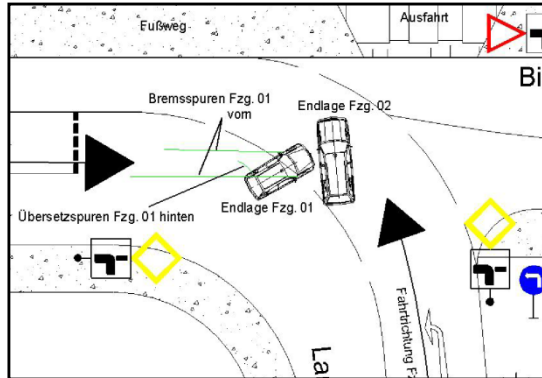 Fußweg
Ausfahrt
Bi
Bremsspuren Fzg. 01
vorn
Endlage Fzg. 02
Übersetzspuren Fzg. 01 hinten
Endlage Fzg. 01
Fahrtrichtung Fz
La